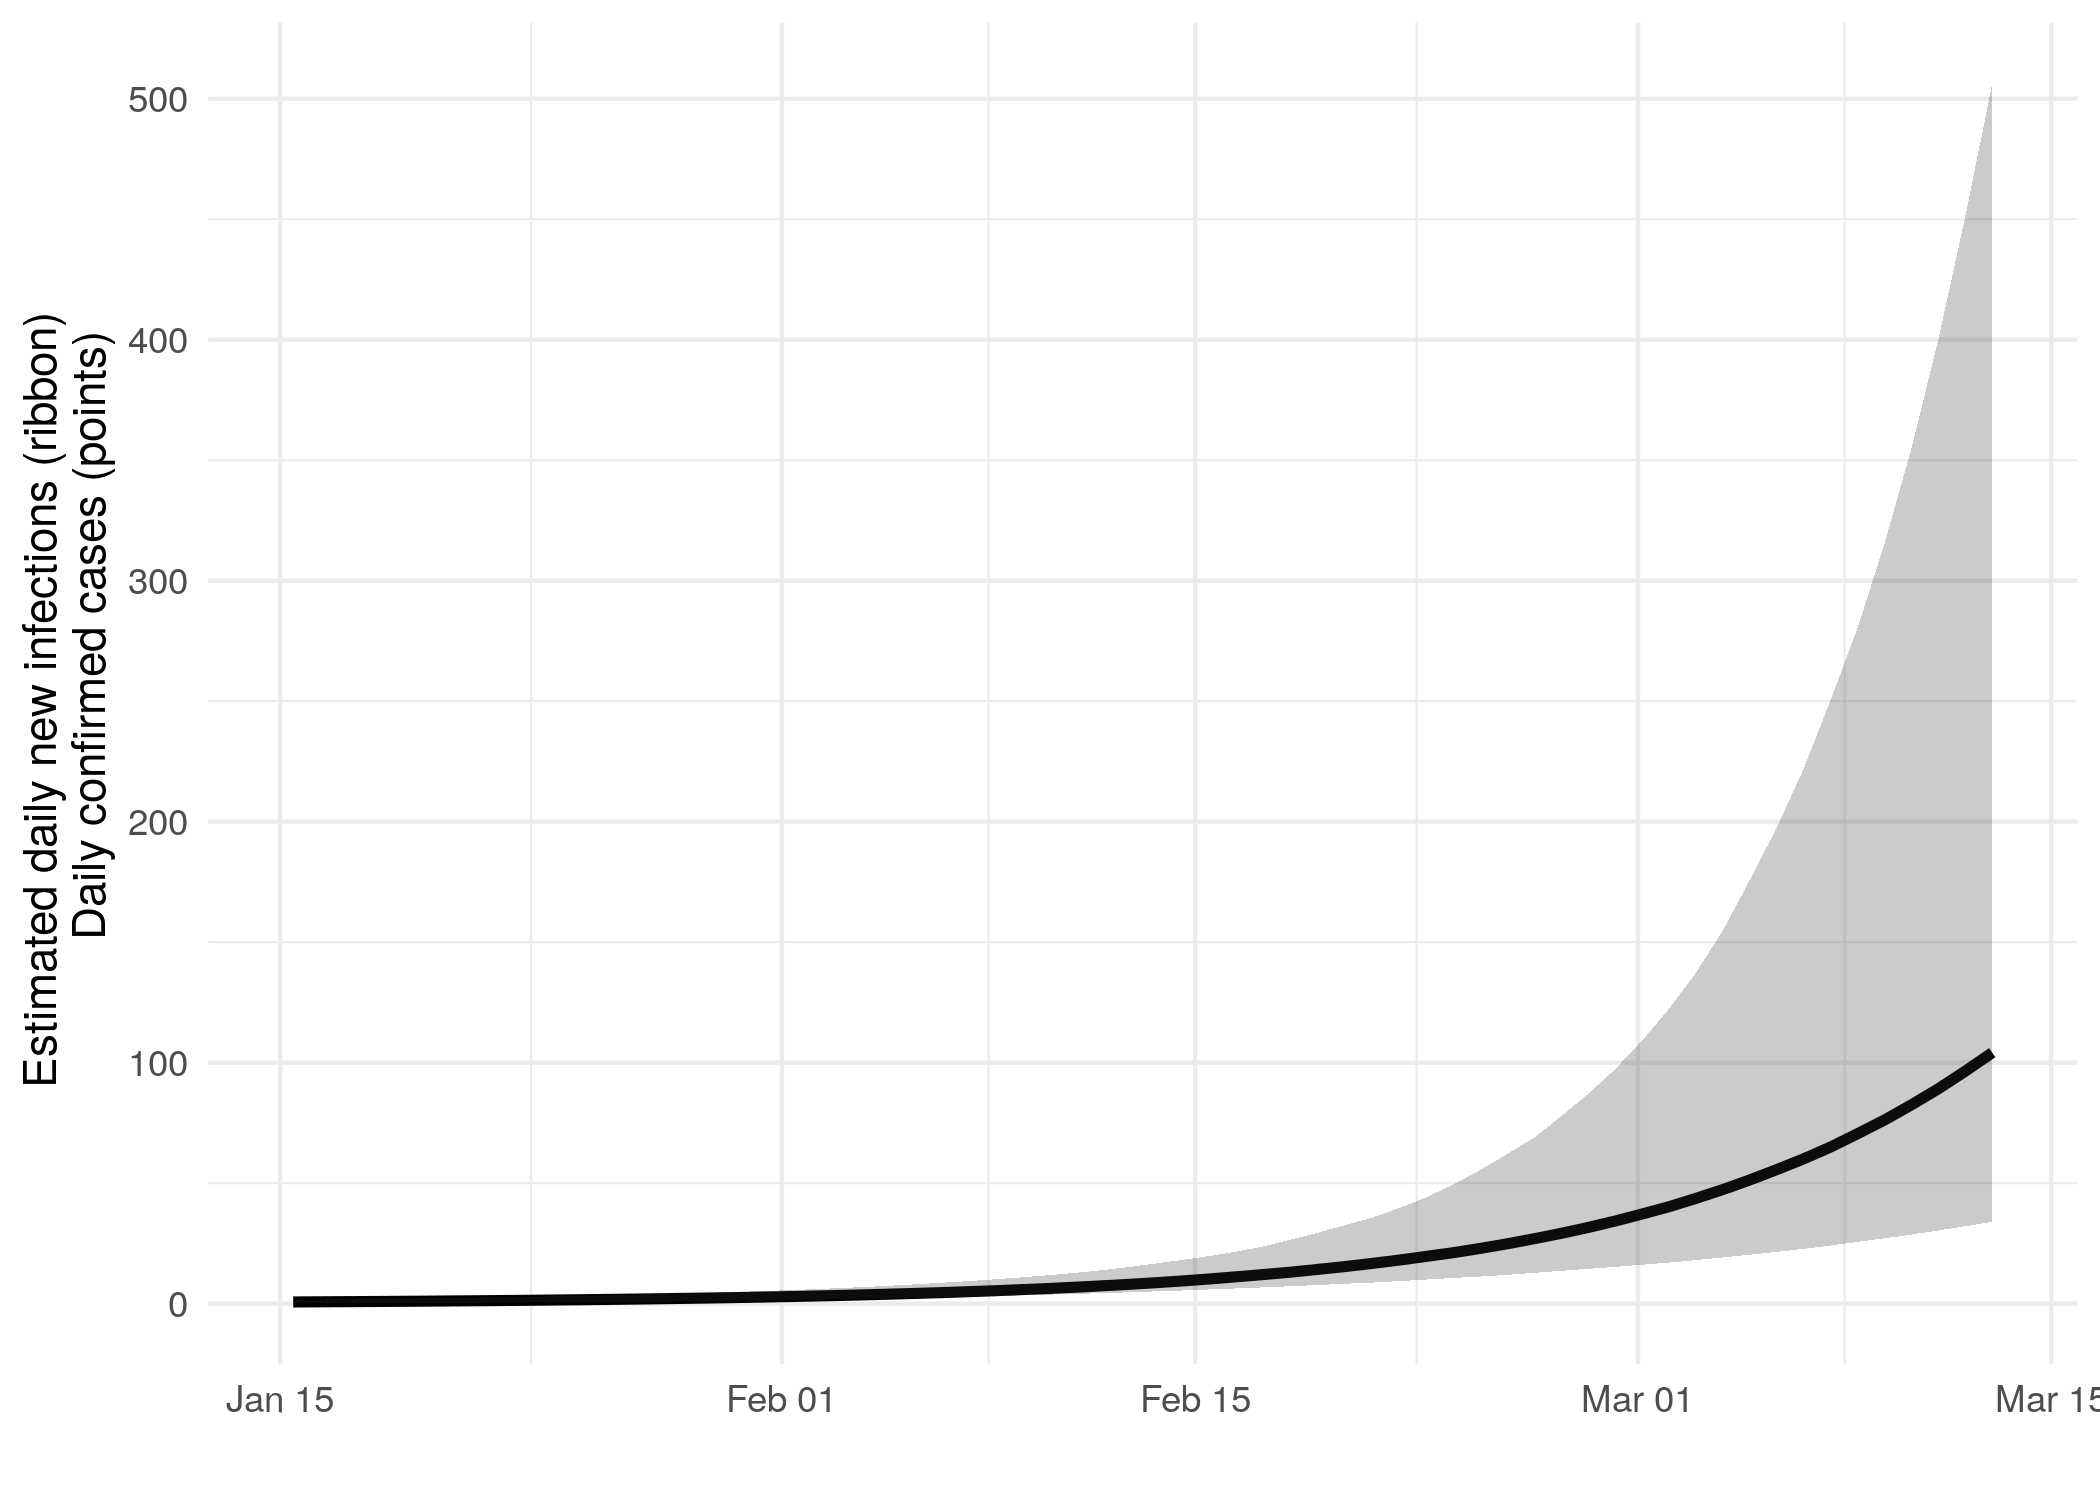 Estimated daily new infections (ribbon)
Daily confirmed cases (points)
500
400
300
200
100
0
Jan 15
Feb 01
Feb 15
Mar 01
Mar 15